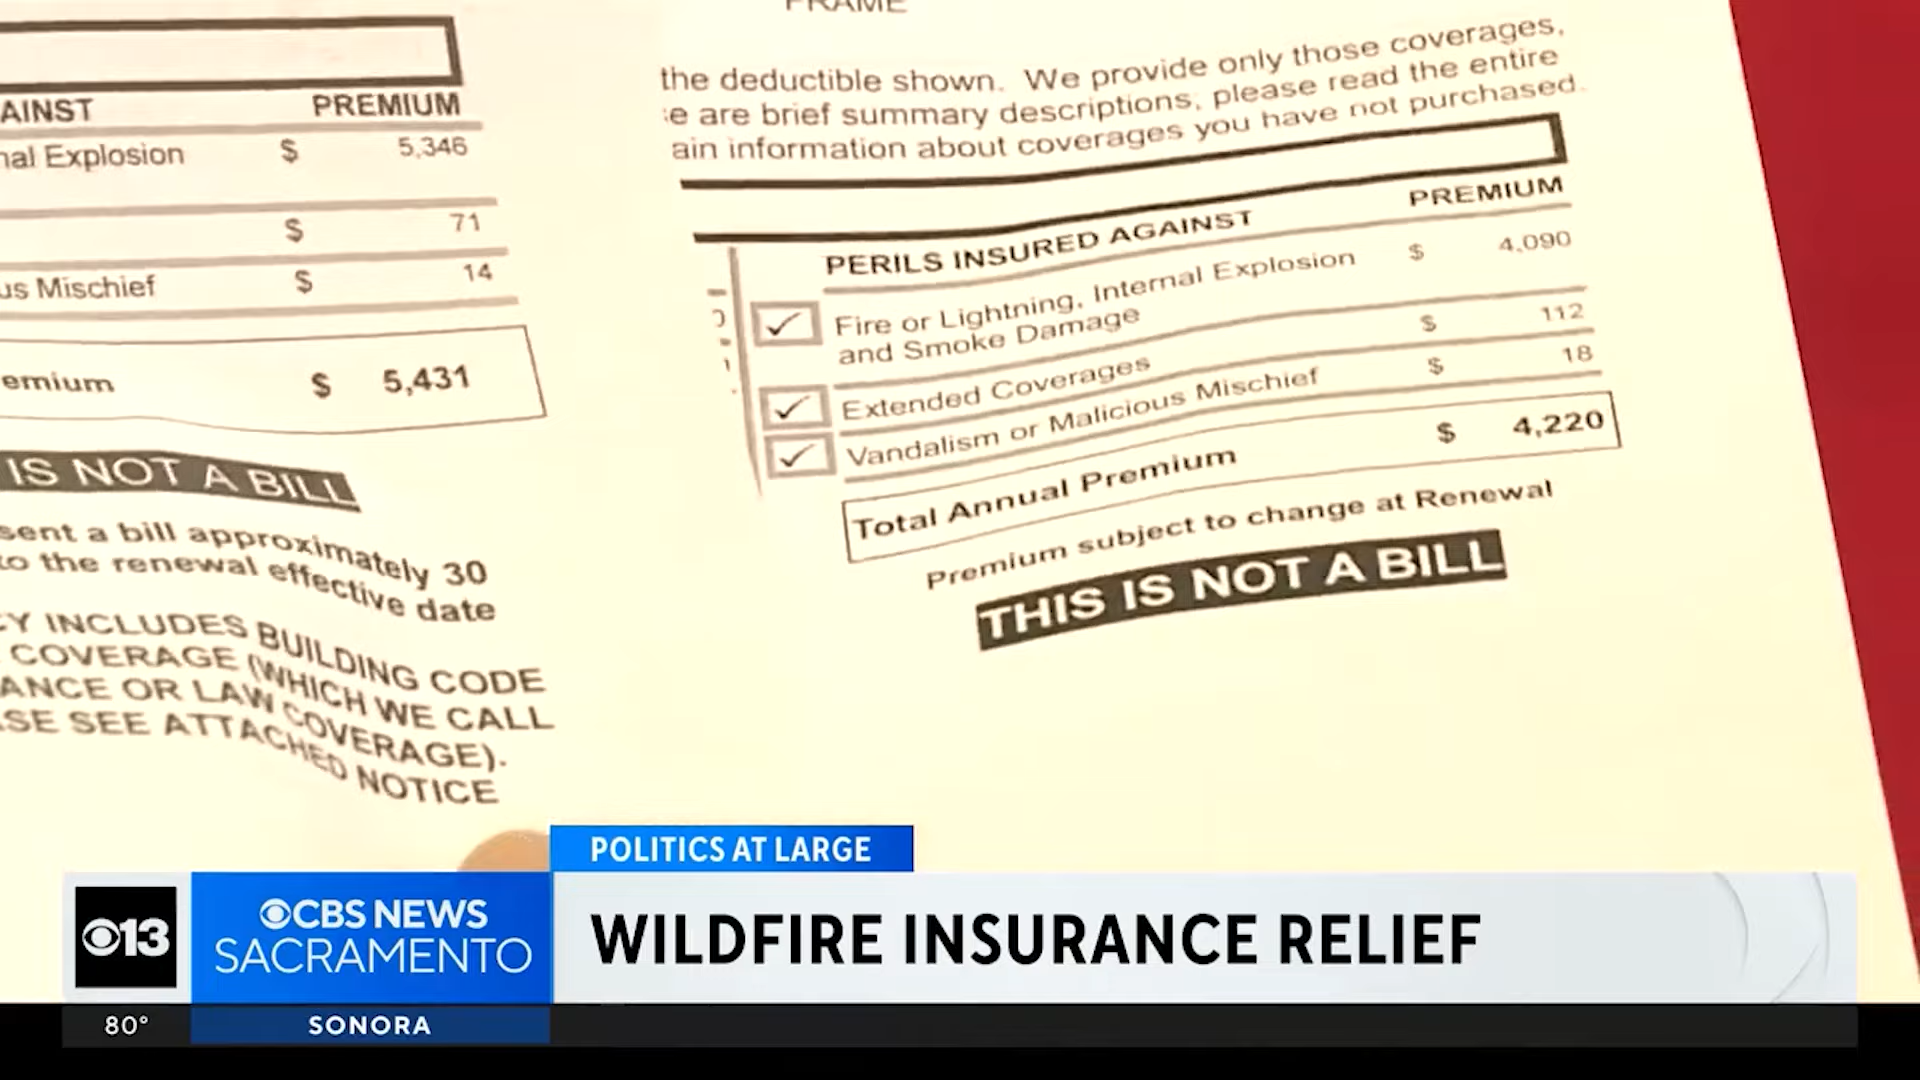 AINST PREMIUM
nal Explosion $ 5,346
$ 71
us Mischief $ 14
emium $ 5,431
IS NOT A BILL
sent a bill approximately 30
to the renewal effective date
CY INCLUDES BUILDING CODE
COVERAGE (WHICH WE CALL
ANCE OR LAW COVERAGE).
ASE SEE ATTACHED NOTICE
FRAME
the deductible shown. We provide only those coverages,
e are brief summary descriptions, please read the entire
ain information about coverages you have not purchased.
PERILS INSURED AGAINST PREMIUM
Fire or Lightning, Internal Explosion $ 4,090
and Smoke Damage
Extended Coverages $ 112
Vandalism or Malicious Mischief $ 18
Total Annual Premium $ 4,220
Premium subject to change at Renewal
THIS IS NOT A BILL
POLITICS AT LARGE
13 CBS NEWS
SACRAMENTO
WILDFIRE INSURANCE RELIEF
80° SONORA